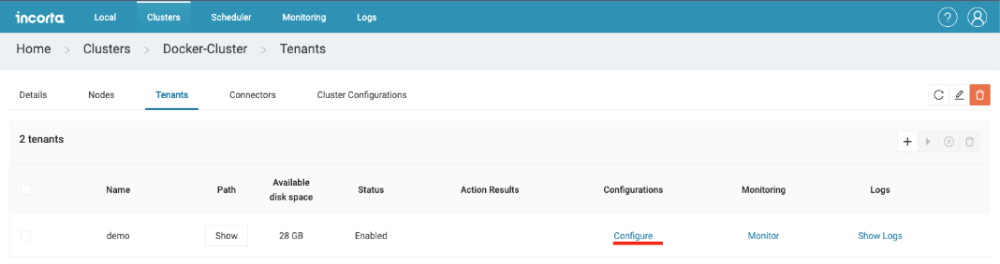 incorta Local Clusters Scheduler Monitoring Logs ?
Home > Clusters > Docker-Cluster > Tenants
Details Nodes Tenants Connectors Cluster Configurations
2 tenants
Name Path Available disk space Status Action Results Configurations Monitoring Logs
demo Show 28 GB Enabled Configure Monitor Show Logs